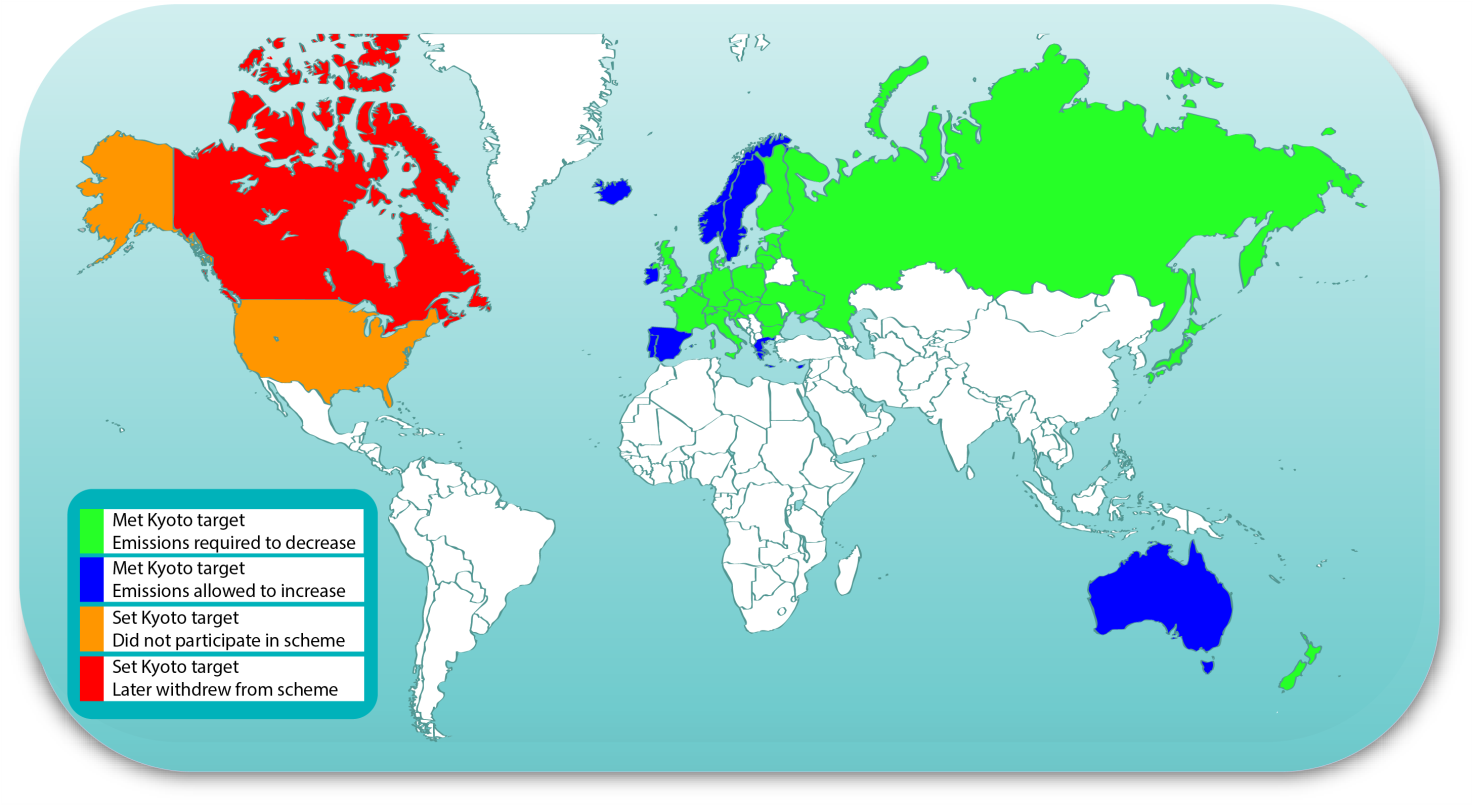 Met Kyoto target
Emissions required to decrease
Met Kyoto target
Emissions allowed to increase
Set Kyoto target
Did not participate in scheme
Set Kyoto target
Later withdrew from scheme